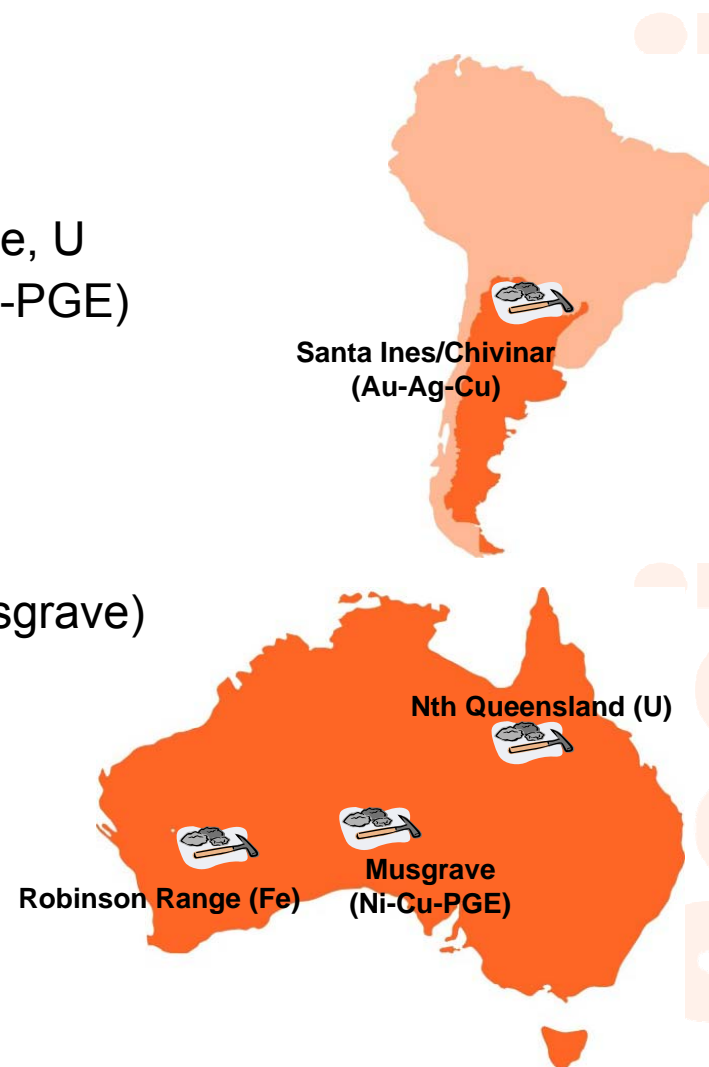 e, U
-PGE)
Santa Ines/Chivinar
(Au-Ag-Cu)
sgrave)
Nth Queensland (U)
Musgrave
(Ni-Cu-PGE)
Robinson Range (Fe)